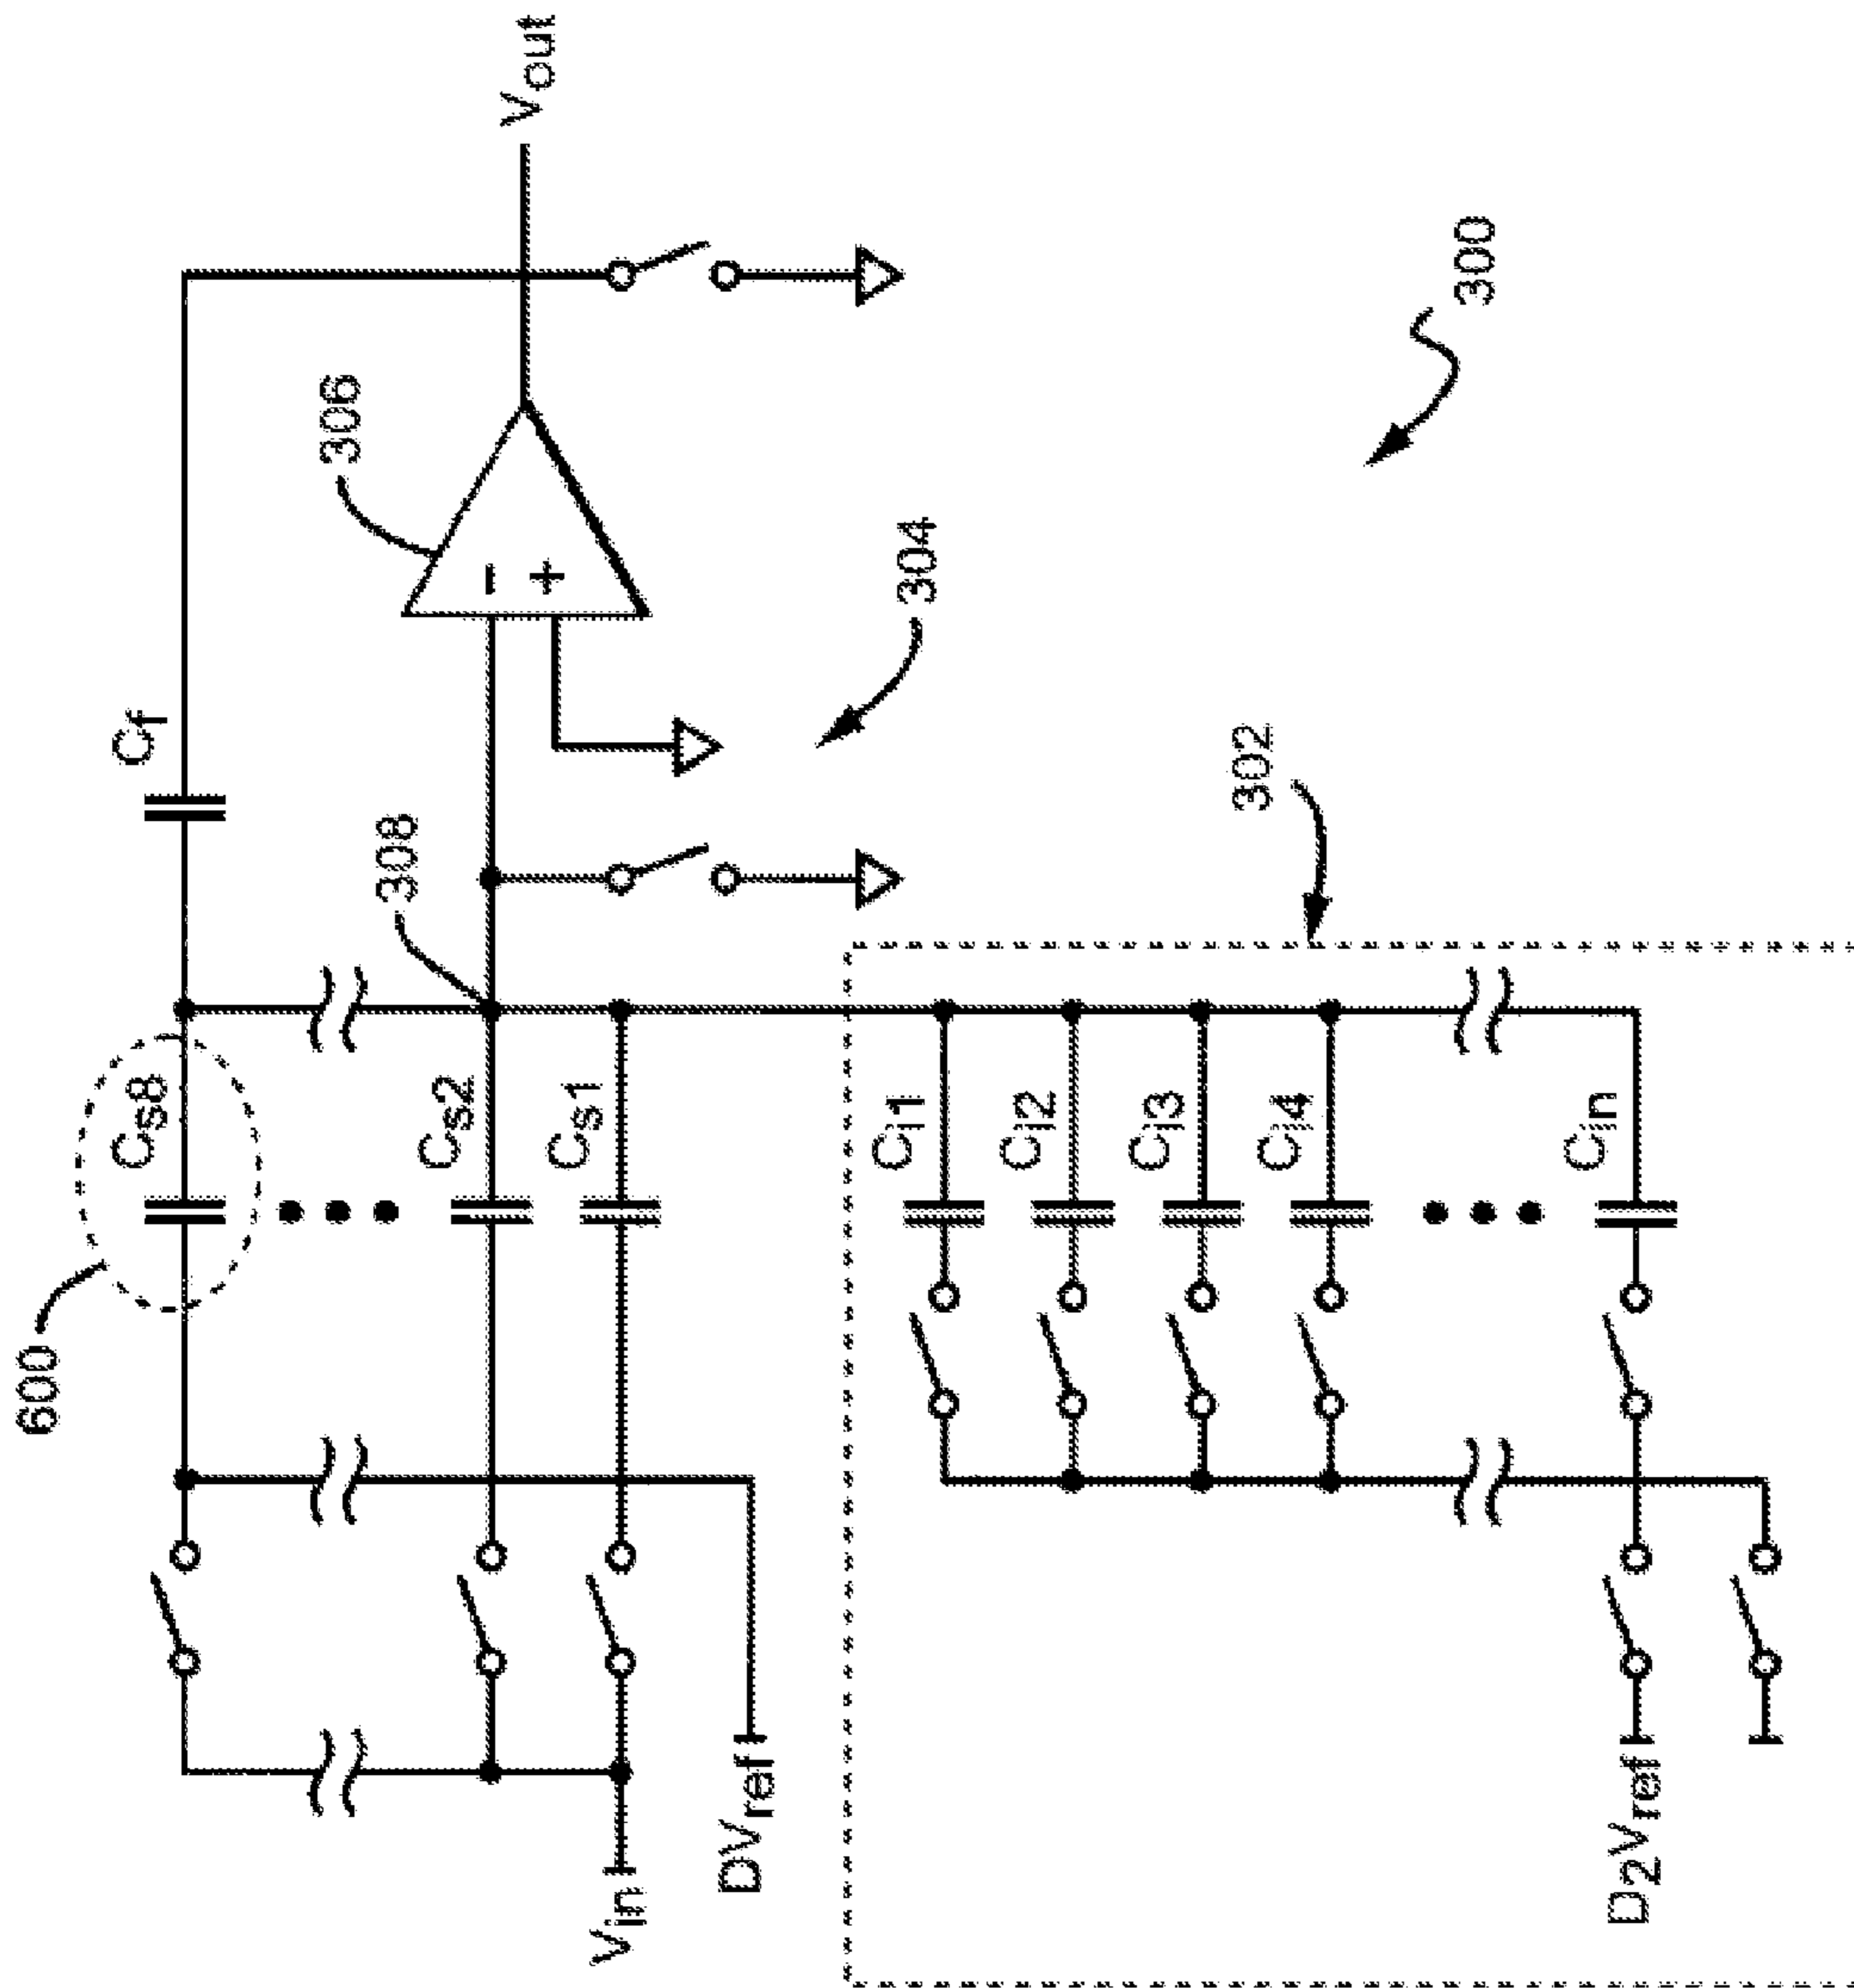 600
Cs8
Cf
Vout
308
306
Cs2
Cs1
Vin
DVref
304
302
300
Ci1
Ci2
Ci3
Ci4
Cin
D2Vref
-
+